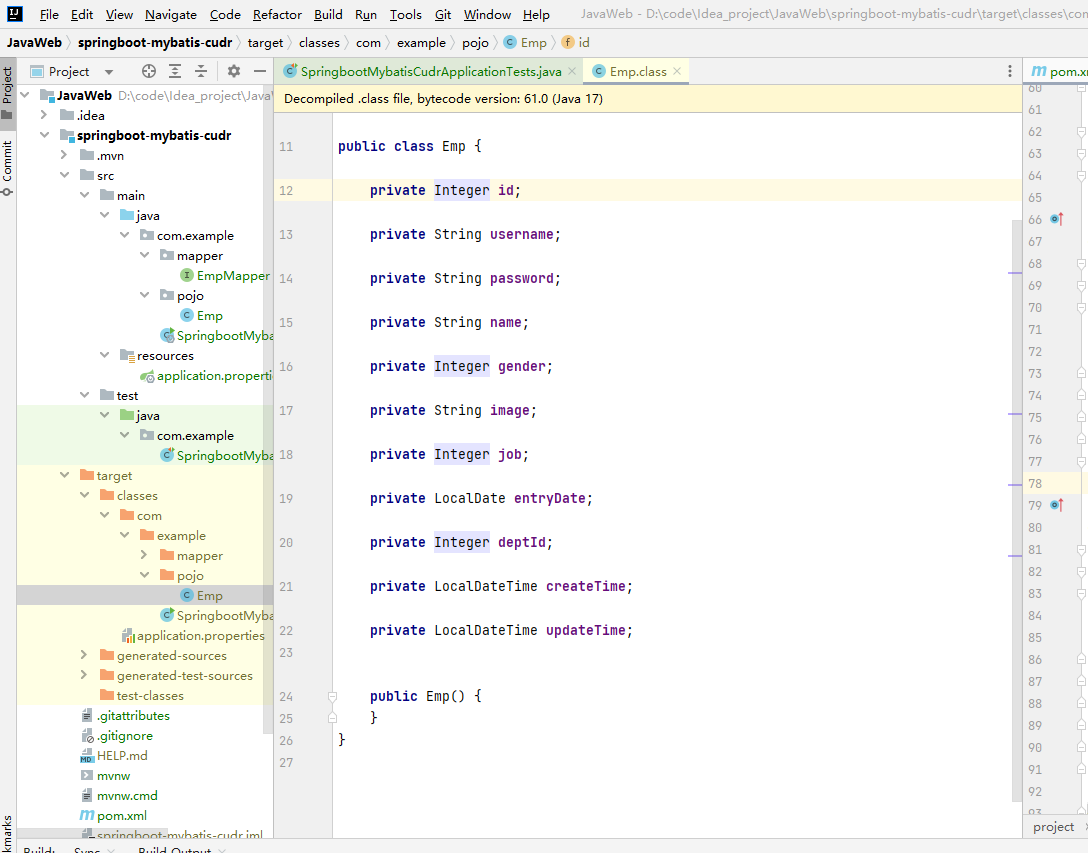 File Edit View Navigate Code Refactor Build Run Tools Git Window Help JavaWeb - D:\code\Idea_project\JavaWeb\springboot-mybatis-cudr\target\classes\con
JavaWeb springboot-mybatis-cudr target classes com example pojo Emp id
Project SpringbootMybatisCudrApplicationTests.java Emp.class pom.x
Decompiled .class file, bytecode version: 61.0 (Java 17)
Project
Commit
JavaWeb D:\code\Idea_project\Java
.idea
springboot-mybatis-cudr
.mvn
src
main
java
com.example
mapper
EmpMapper
pojo
Emp
SpringbootMyba
resources
application.properti
test
java
com.example
SpringbootMyba
target
classes
com
example
mapper
pojo
Emp
SpringbootMyba
application.properties
generated-sources
generated-test-sources
test-classes
.gitattributes
.gitignore
HELP.md
mvnw
mvnw.cmd
pom.xml
springboot-mybatis-cudr.iml
kmarks
11 public class Emp {
12 private Integer id;
13 private String username;
14 private String password;
15 private String name;
16 private Integer gender;
17 private String image;
18 private Integer job;
19 private LocalDate entryDate;
20 private Integer deptId;
21 private LocalDateTime createTime;
22 private LocalDateTime updateTime;
23
24 public Emp() {
25 }
26 }
27
60
61
62
63
64
65
66
67
68
69
70
71
72
73
74
75
76
77
78
79
80
81
82
83
84
85
86
87
88
89
90
91
92
93
project
Build: Sync Build Output